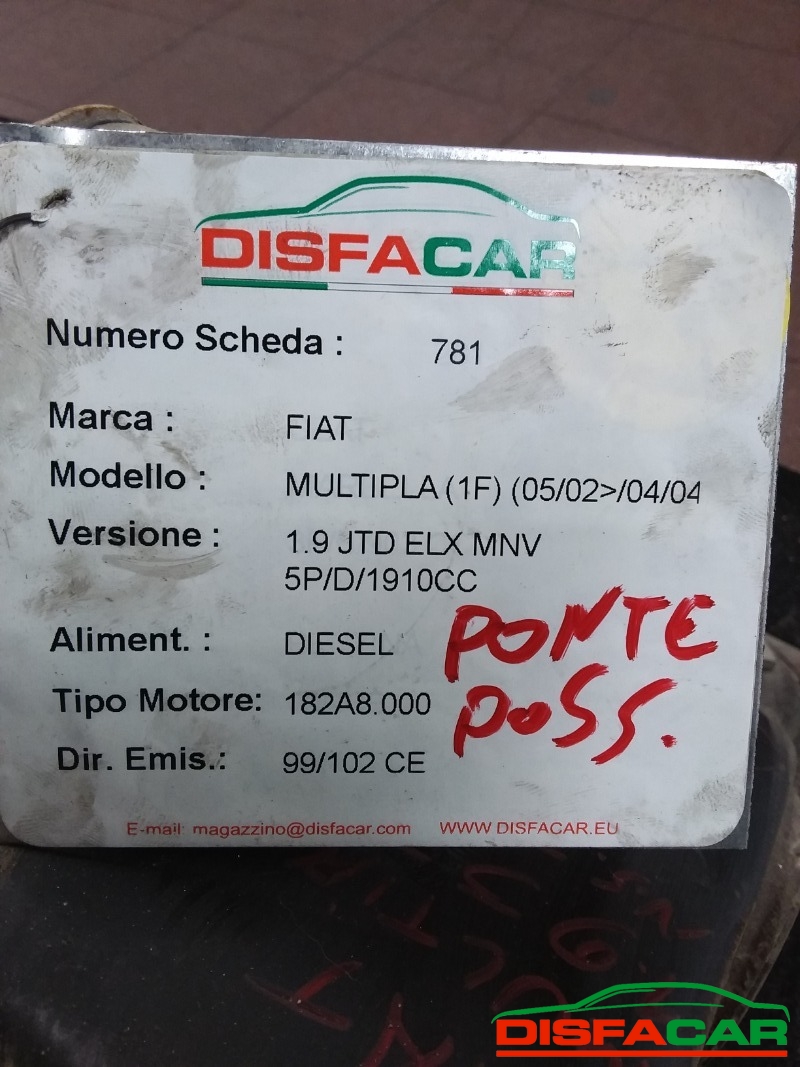 DISFACAR
Numero Scheda : 781
Marca : FIAT
Modello : MULTIPLA (1F) (05/02>/04/04
Versione : 1.9 JTD ELX MNV
5P/D/1910CC
Aliment. : DIESEL
PONTE
Tipo Motore: 182A8.000
POSS.
Dir. Emis.: 99/102 CE
E-mail: magazzino@disfacar.com WWW.DISFACAR.EU
DISFACAR